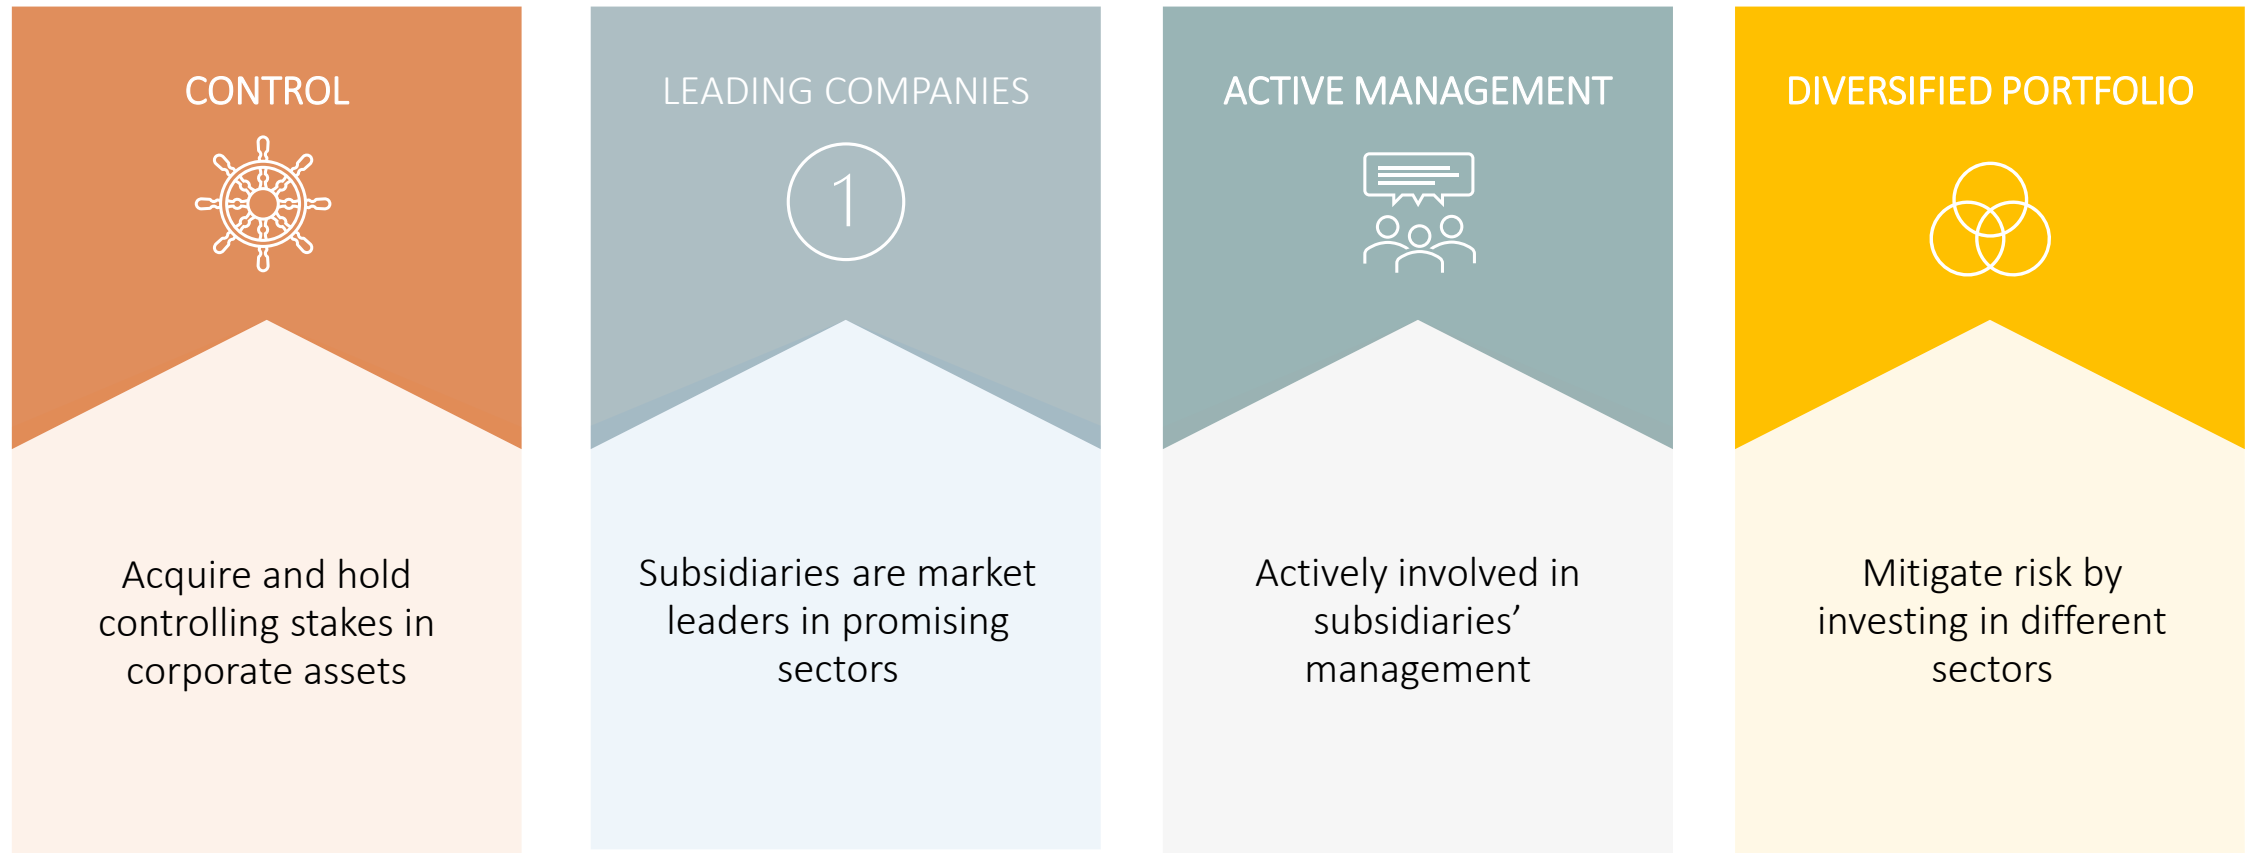 CONTROL
Acquire and hold
controlling stakes in
corporate assets
LEADING COMPANIES
1
Subsidiaries are market
leaders in promising
sectors
ACTIVE MANAGEMENT
Actively involved in
subsidiaries’
management
DIVERSIFIED PORTFOLIO
Mitigate risk by
investing in different
sectors